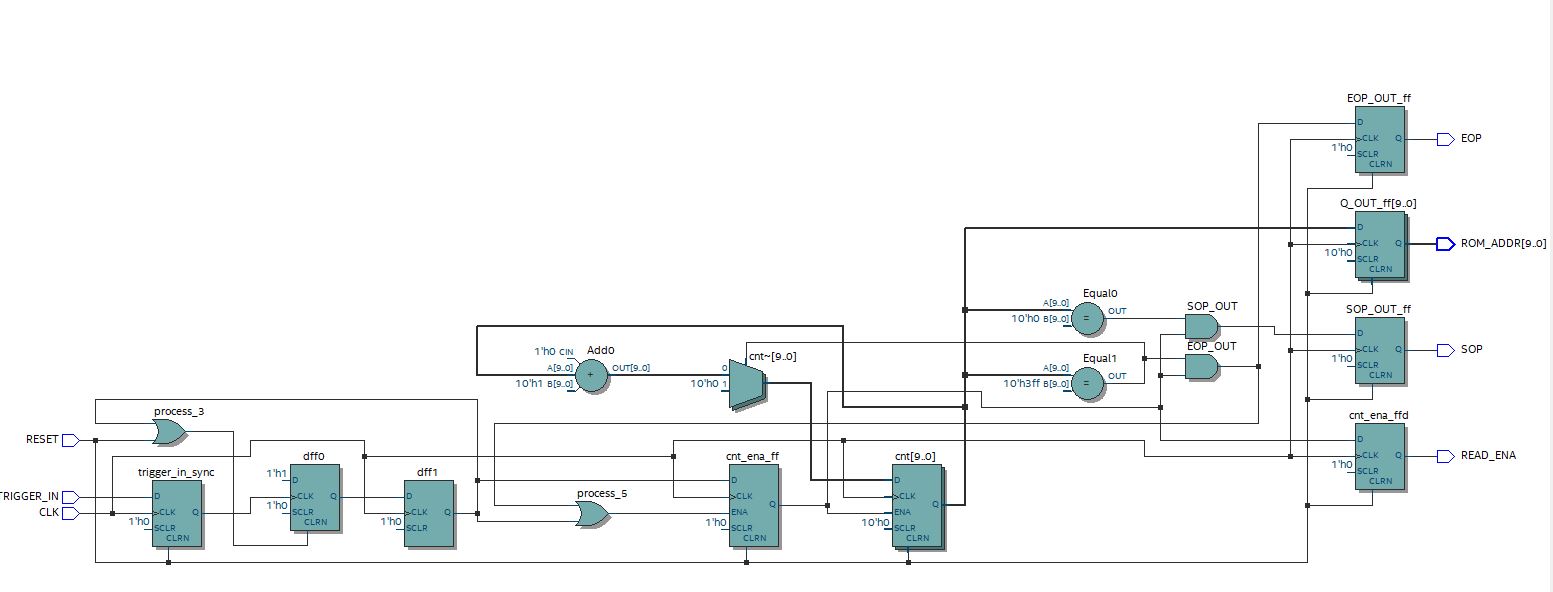 EOP_OUT_ff
D
CLK Q
1'h0 SCLR
CLRN
EOP
Q_OUT_ff[9..0]
D
CLK Q
10'h0 SCLR
CLRN
ROM_ADDR[9..0]
Equal0
A[9..0]
10'h0 B[9..0]
=
OUT
SOP_OUT
SOP_OUT_ff
D
CLK Q
1'h0 SCLR
CLRN
SOP
Add0
1'h0 CIN
A[9..0]
10'h1 B[9..0]
+
OUT[9..0]
cnt~[9..0]
0
10'h0 1
Equal1
A[9..0]
10'h3ff B[9..0]
=
OUT
EOP_OUT
cnt_ena_ffd
D
CLK Q
1'h0 SCLR
CLRN
READ_ENA
process_3
RESET
TRIGGER_IN
CLK
trigger_in_sync
D
CLK Q
1'h0 SCLR
CLRN
dff0
1'h1 D
CLK Q
1'h0 SCLR
CLRN
dff1
D
CLK Q
1'h0 SCLR
process_5
cnt_ena_ff
D
CLK
ENA Q
1'h0 SCLR
CLRN
cnt[9..0]
D
CLK
ENA Q
10'h0 SCLR
CLRN